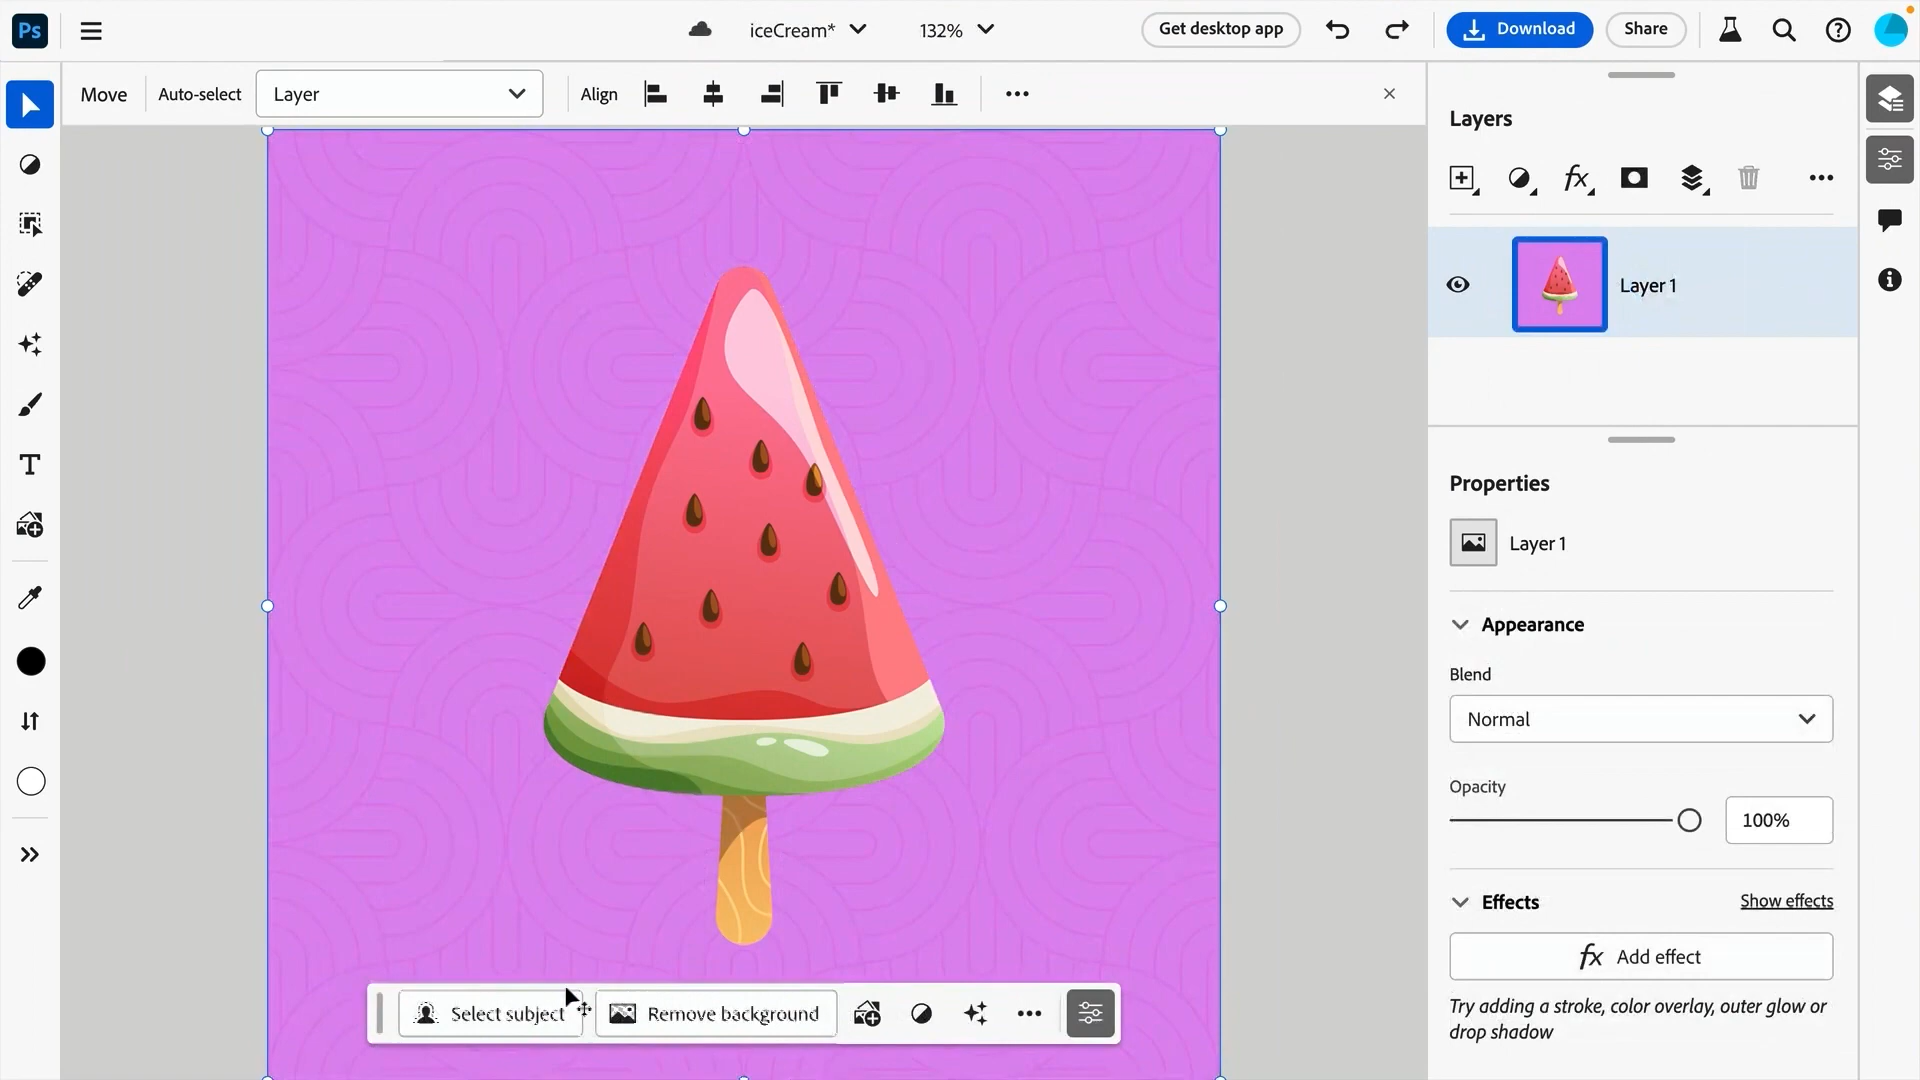 Ps
iceCream*
132%
Get desktop app
Download
Share
Move
Auto-select
Layer
Align
Layers
fx
Layer 1
Properties
Layer 1
Appearance
Blend
Normal
Opacity
100%
Effects
Show effects
fx Add effect
Try adding a stroke, color overlay, outer glow or
drop shadow
T
Select subject
Remove background